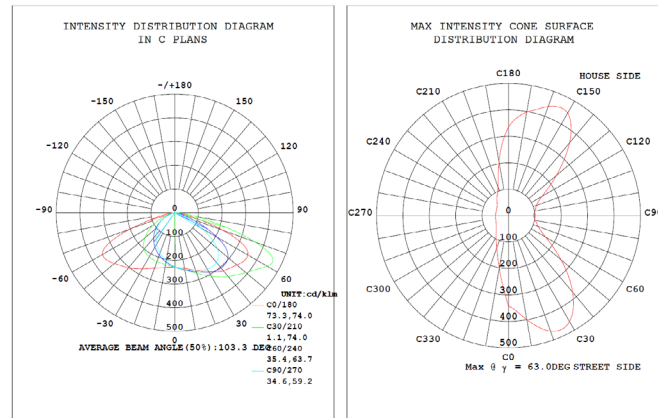 INTENSITY DISTRIBUTION DIAGRAM
IN C PLANS
-/+180
-150 150
-120 120
-90 90
-60 60
-30 30
0
0
100
200
300
400
500
UNIT:cd/klm
C0/180
73.3,74.0
C30/210
1.1,74.0
C60/240
35.4,63.7
C90/270
34.6,59.2
AVERAGE BEAM ANGLE(50%):103.3 DEG
MAX INTENSITY CONE SURFACE
DISTRIBUTION DIAGRAM
C180 HOUSE SIDE
C210 C150
C240 C120
C270 C90
C300 C60
C330 C30
C0
0
100
200
300
400
500
Max @ γ = 63.0DEG STREET SIDE